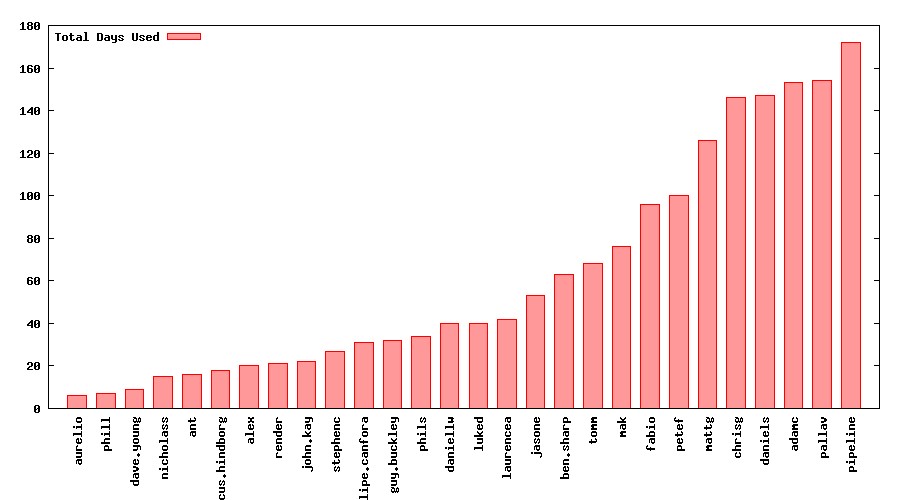 180
Total Days Used
160
140
120
100
80
60
40
20
0
aurelio
phill
dave.young
nicholass
ant
cus.hindborg
alex
render
john.kay
stephenc
lipe.canfora
guy.buckley
phils
daniellw
luked
laurencea
jasone
ben.sharp
tomm
mak
fabio
petef
mattg
chrisg
daniels
adamc
pallav
pipeline